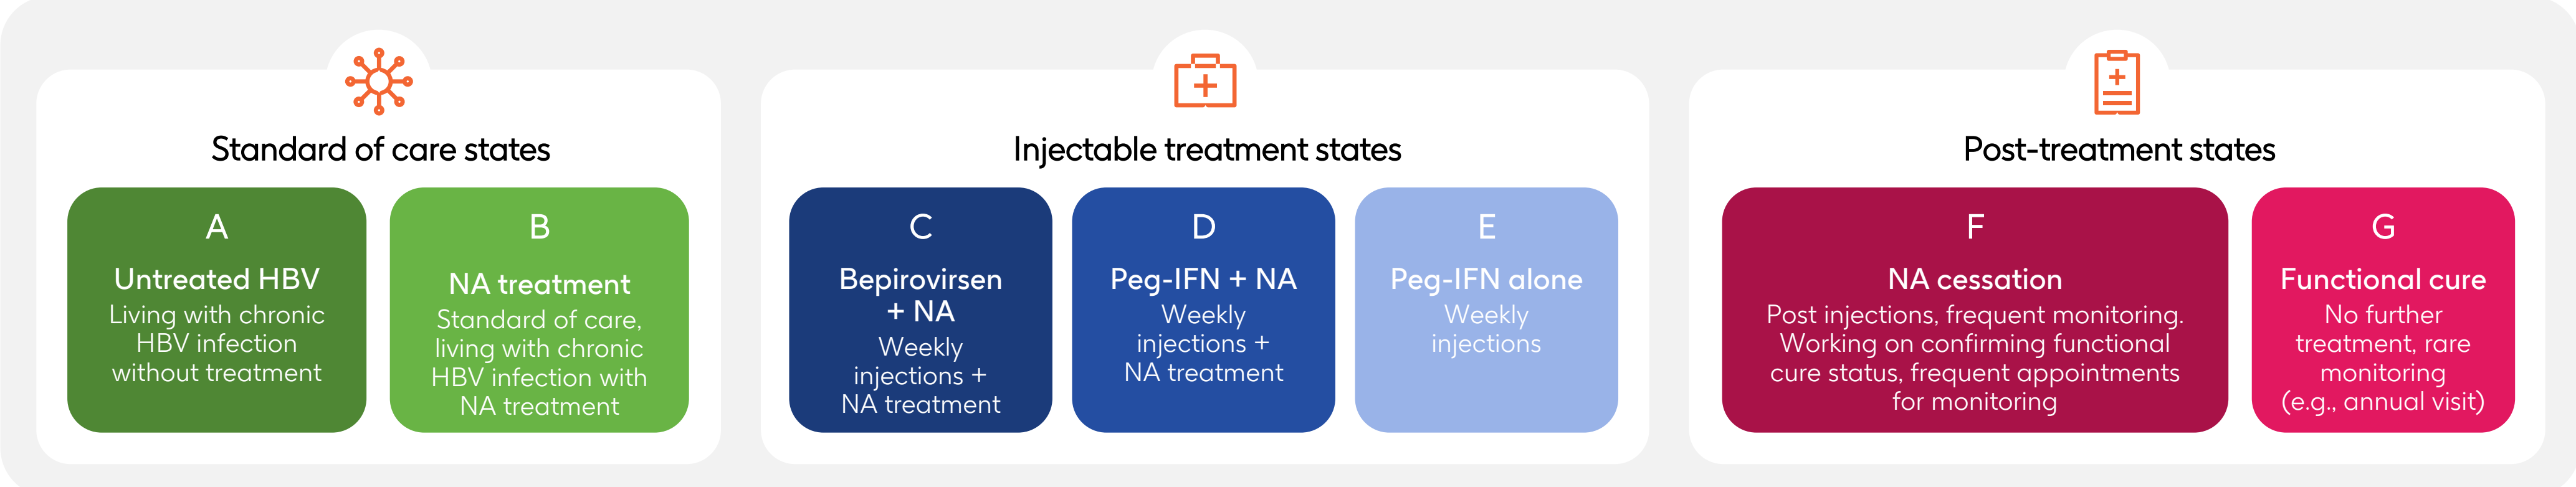 Standard of care states
A
Untreated HBV
Living with chronic
HBV infection
without treatment
B
NA treatment
Standard of care,
living with chronic
HBV infection with
NA treatment
Injectable treatment states
C
Bepirovirsen
+ NA
Weekly
injections +
NA treatment
D
Peg-IFN + NA
Weekly
injections +
NA treatment
E
Peg-IFN alone
Weekly
injections
Post-treatment states
F
NA cessation
Post injections, frequent monitoring.
Working on confirming functional
cure status, frequent appointments
for monitoring
G
Functional cure
No further
treatment, rare
monitoring
(e.g., annual visit)